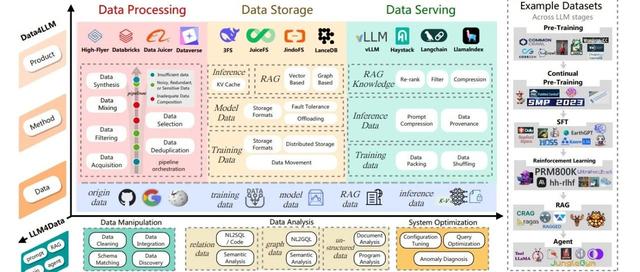 Data Processing
Data Storage
Data Serving
Example Datasets
Across LLM stages
Data4LLM
Product
Method
Data
LLM4Data
prompt
RAG
agent
High-Flyer
Databricks
Data Juicer
Dataverse
3FS
JuiceFS
JindoFS
LanceDB
vLLM
vLLM
Haystack
Langchain
LlamaIndex
Data Synthesis
Data Mixing
Data Filtering
Data Acquisition
pipeline
Insufficient data
Noisy, Redundant, or Sensitive Data
Inadequate Data Composition
Data Selection
Data Deduplication
pipeline orchestration
Inference Data
KV Cache
RAG
Vector Based
Graph Based
Model Data
Storage Formats
Fault Tolerance
Offloading
Training Data
Storage Formats
Distributed Storage
Data Movement
RAG Knowledge
Re-rank
Filter
Compression
Inference Data
Prompt Compression
Data Provenance
Training data
Data Packing
Data Shuffling
origin data
training data
DATA
model
RAG data
inference data
K-V
Data Manipulation
Data Cleaning
Data Integration
Schema Matching
Data Discovery
Data Analysis
relation data
NL2SQL / Code
Semantic Analysis
graph data
NL2GQL
Semantic Analysis
un-structured data
Document Analysis
Program Analysis
System Optimization
Configuration Tuning
Query Optimization
Anomaly Diagnosis
Pre-Training
COMMON CRAWL
Continual Pre-Training
SMP 2023
SFT
EarthGPT
MOSS
Reinforcement Learning
PRM800K
hh-rlhf
RAG
CRAG
RAGGED
Agent
Tool LLaMA